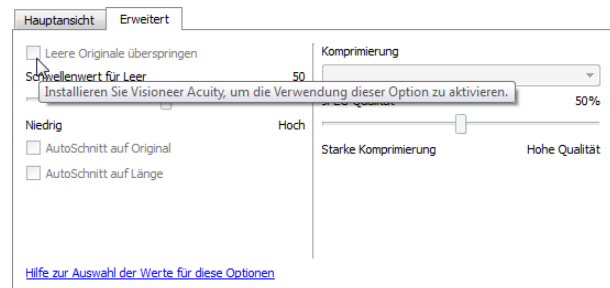 Hauptansicht Erweitert
Leere Originale überspringen
Schwellenwert für Leer 50
Installieren Sie Visioneer Acuity, um die Verwendung dieser Option zu aktivieren.
Niedrig Hoch
AutoSchnitt auf Original
AutoSchnitt auf Länge
Hilfe zur Auswahl der Werte für diese Optionen
Komprimierung
JPEG Qualität 50%
Starke Komprimierung Hohe Qualität